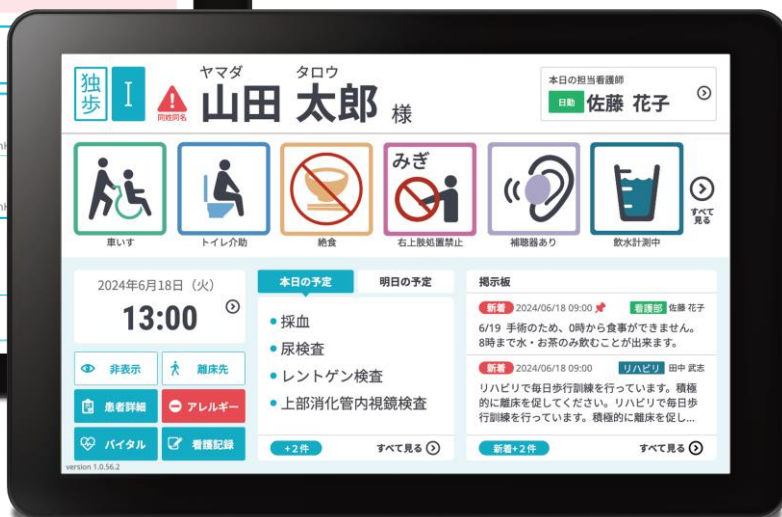 独歩
I
同姓同名
ヤマダ タロウ
山田 太郎 様
本日の担当看護師
日勤 佐藤 花子
車いす
トイレ介助
絶食
みぎ
右上肢処置禁止
補聴器あり
飲水計測中
すべて
見る
2024年6月18日(火)
13:00
非表示
離床先
患者詳細
アレルギー
バイタル
看護記録
version 1.0.56.2
本日の予定
明日の予定
・採血
・尿検査
・レントゲン検査
・上部消化管内視鏡検査
+2件
すべて見る
掲示板
新着 2024/06/18 09:00 看護部 佐藤 花子
6/19 手術のため、0時から食事ができません。
8時まで水・お茶のみ飲むことが出来ます。
新着 2024/06/18 09:00 リハビリ 田中 武志
リハビリで毎日歩行訓練を行っています。積極
的に離床を促してください。リハビリで毎日歩
行訓練を行っています。積極的に離床を促し...
新着+2件
すべて見る